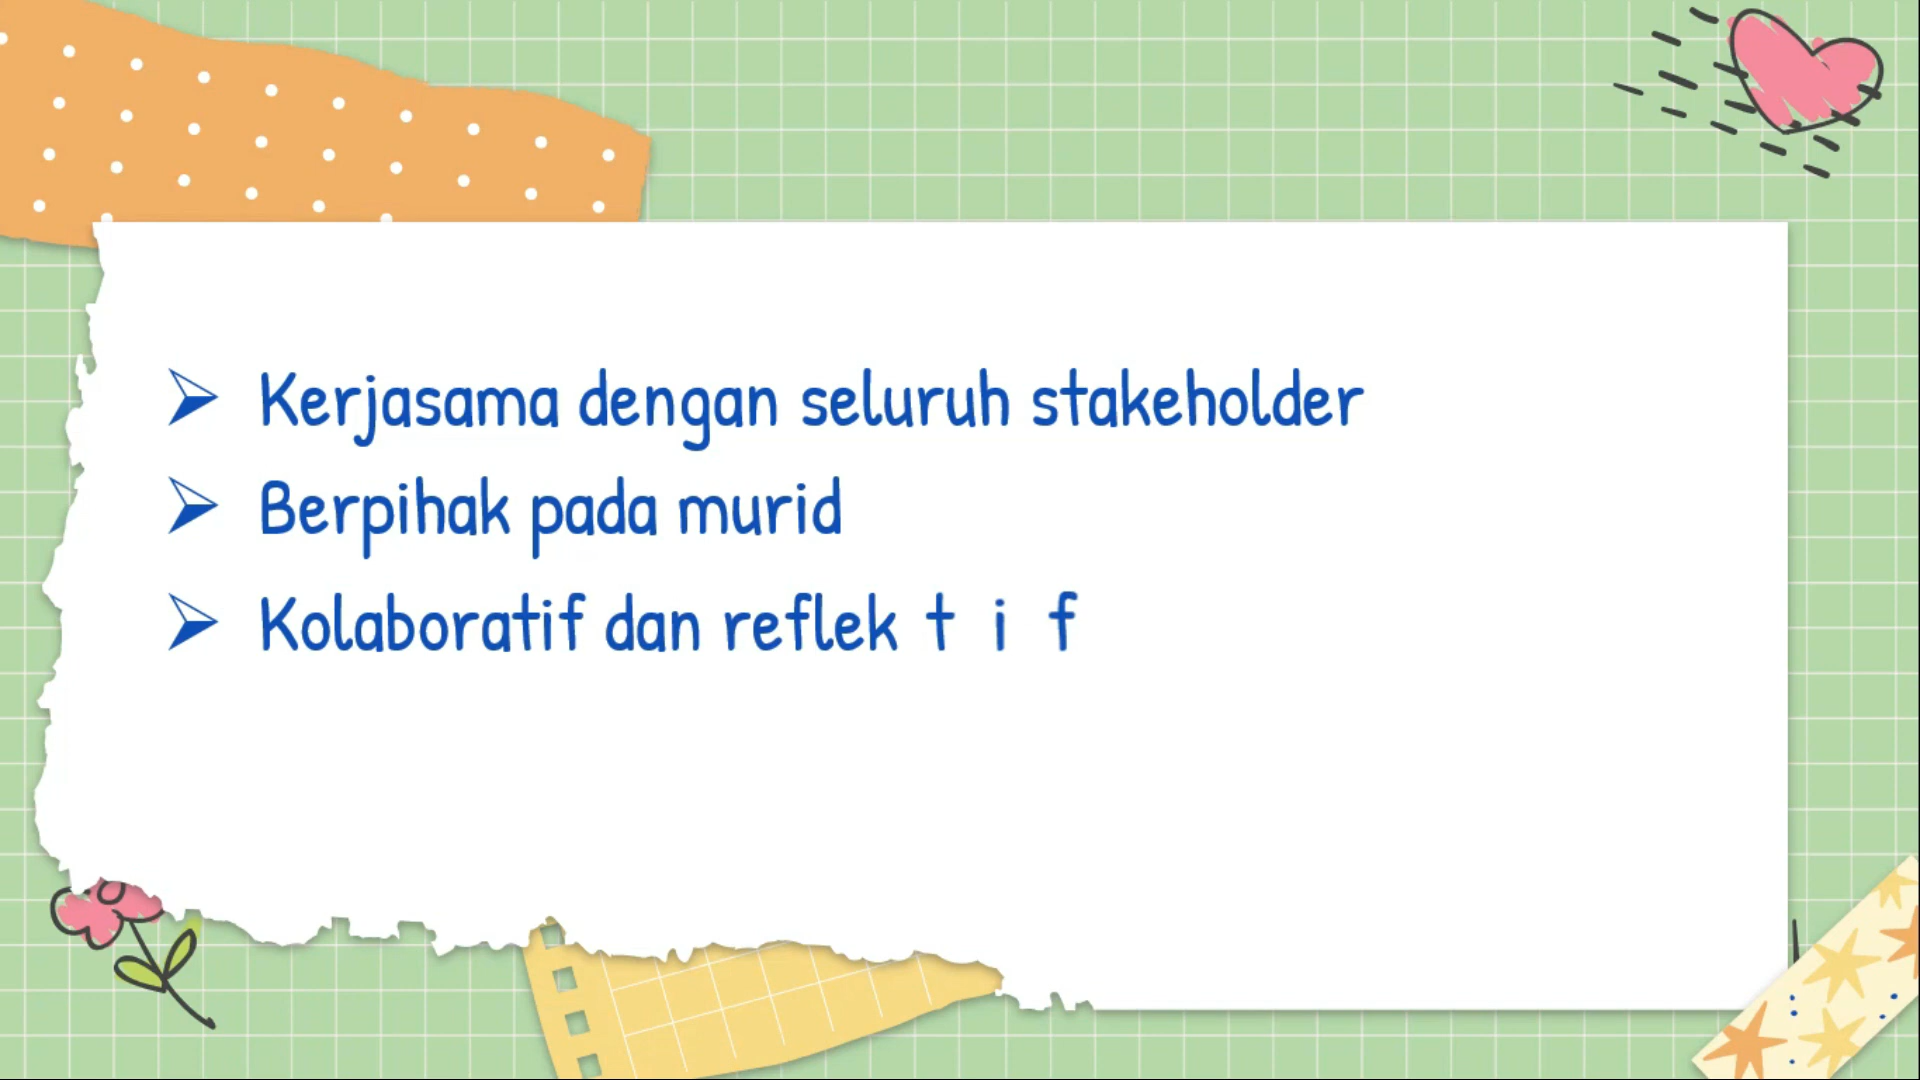 Kerjasama dengan seluruh stakeholder
Berpihak pada murid
Kolaboratif dan reflek t i f